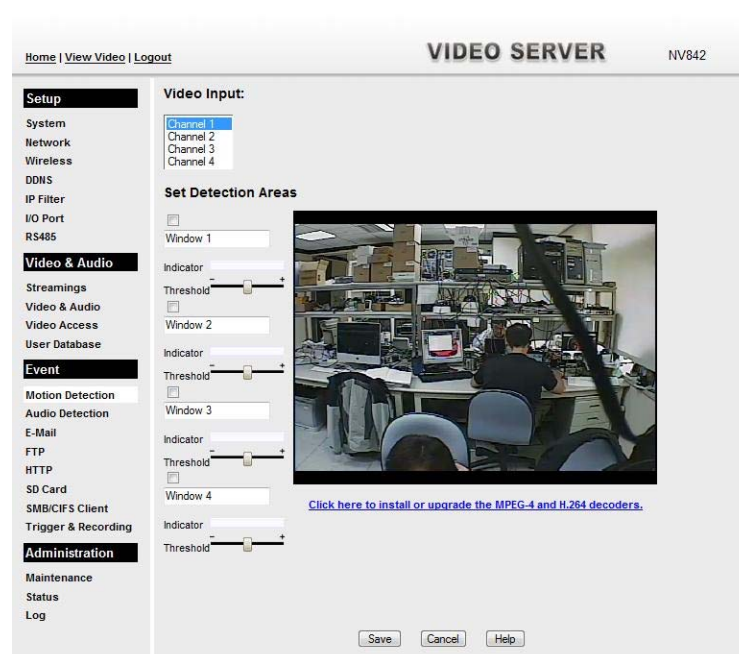 Home | View Video | Logout
VIDEO SERVER
NV842
Setup
System
Network
Wireless
DDNS
IP Filter
I/O Port
RS485
Video & Audio
Streamings
Video & Audio
Video Access
User Database
Event
Motion Detection
Audio Detection
E-Mail
FTP
HTTP
SD Card
SMB/CIFS Client
Trigger & Recording
Administration
Maintenance
Status
Log
Video Input:
Channel 1
Channel 2
Channel 3
Channel 4
Set Detection Areas
Window 1
Indicator
Threshold - +
Window 2
Indicator
Threshold - +
Window 3
Indicator
Threshold - +
Window 4
Indicator
Threshold - +
Click here to install or upgrade the MPEG-4 and H.264 decoders.
Save Cancel Help